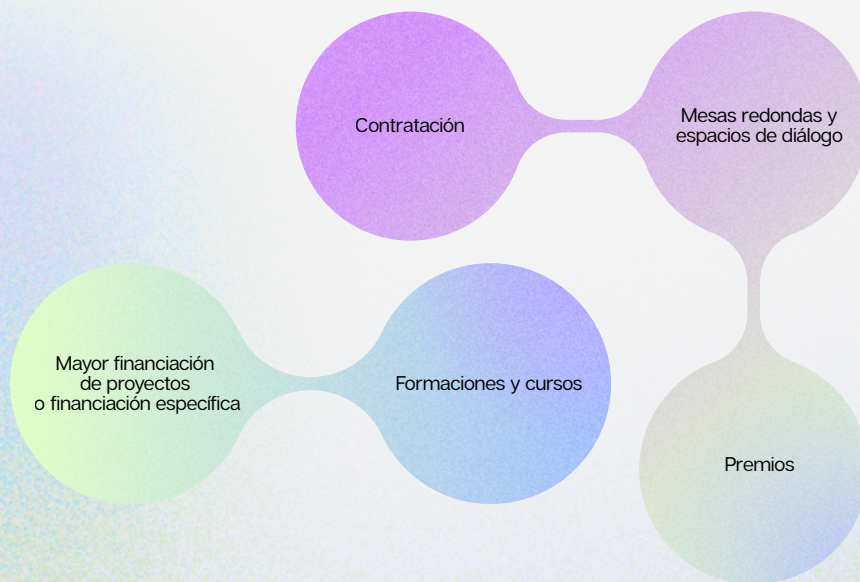 Contratación
Mesas redondas y
espacios de diálogo
Mayor financiación
de proyectos
o financiación específica
Formaciones y cursos
Premios